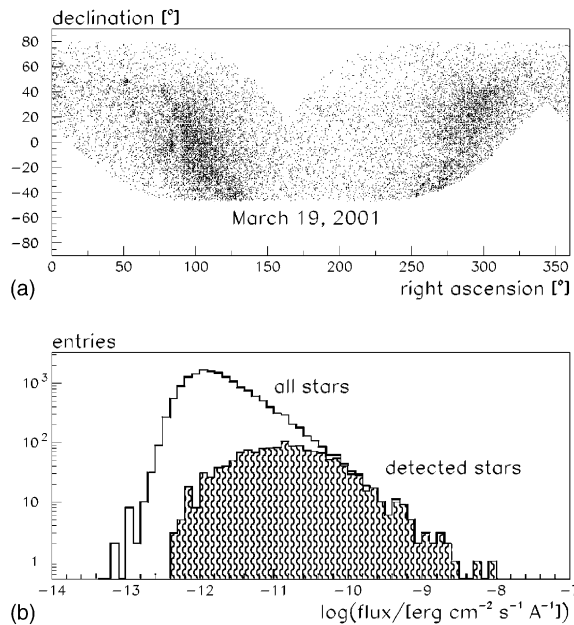 declination [°]
80
60
40
20
0
−20
−40
−60
−80
March 19, 2001
0 50 100 150 200 250 300 350
(a)
right ascension [°]
entries
10³
10²
10
1
all stars
detected stars
−14 −13 −12 −11 −10 −9 −8 −7
(b)
log(flux/[erg cm⁻² s⁻¹ A⁻¹])